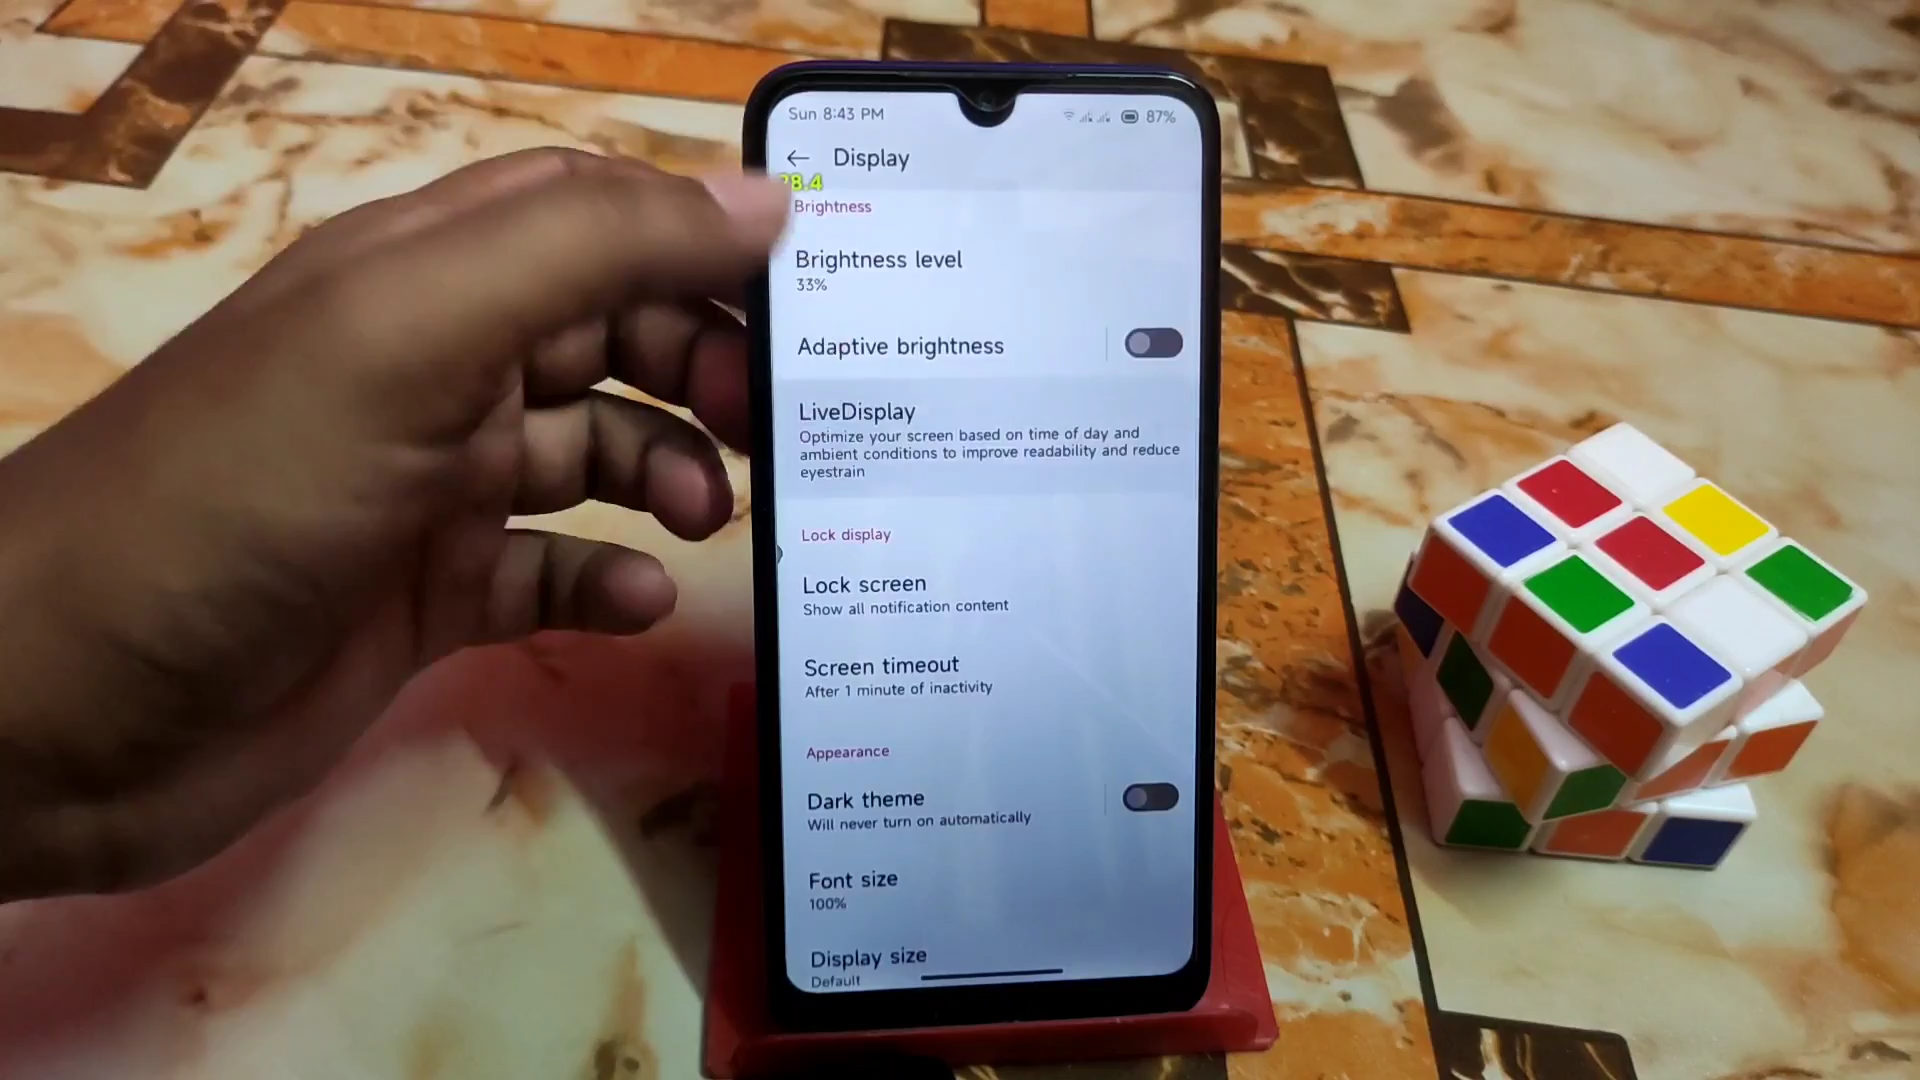 Sun 8:43 PM
87%
Display
8.4
Brightness
Brightness level
33%
Adaptive brightness
LiveDisplay
Optimize your screen based on time of day and
ambient conditions to improve readability and reduce
eyestrain
Lock display
Lock screen
Show all notification content
Screen timeout
After 1 minute of inactivity
Appearance
Dark theme
Will never turn on automatically
Font size
100%
Display size
Default